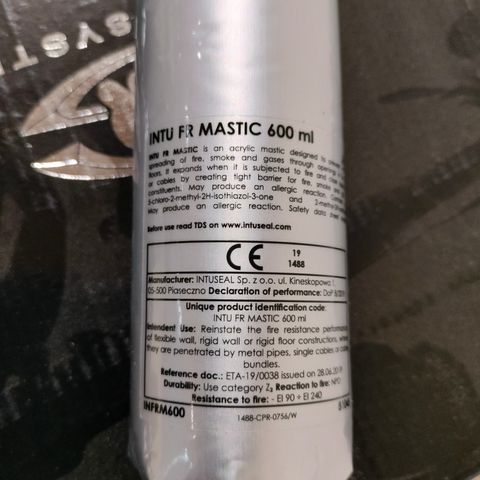 SYST
INTU FR MASTIC 600 ml
INTU FR MASTIC is an acrylic mastic designed to
spreading of fire, smoke and gases through openings
floors. It expands when it is subjected to fire and
or cables by creating tight barrier for fire, smoke and
constituents. May produce an allergic reaction.
5-chloro-2-methyl-2H-isothiazol-3-one and
May produce an allergic reaction. Safety data sheet
Before use read TDS on www.intuseal.com
CE 19
1488
Manufacturer: INTUSEAL Sp. z o.o. ul. Kineskopowa 1
05-500 Piaseczno Declaration of performance: DoP
Unique product identification code:
INTU FR MASTIC 600 ml
Intendent Use: Reinstate the fire resistance performance
of flexible wall, rigid wall or rigid floor constructions, where
they are penetrated by metal pipes, single cables or cable
bundles.
Reference doc.: ETA-19/0038 issued on 28.06.2019
Durability: Use category Z₂ Reaction to fire: NPD
Resistance to fire: - EI 90 ÷ EI 240
INFRM600 1488-CPR-0756/W